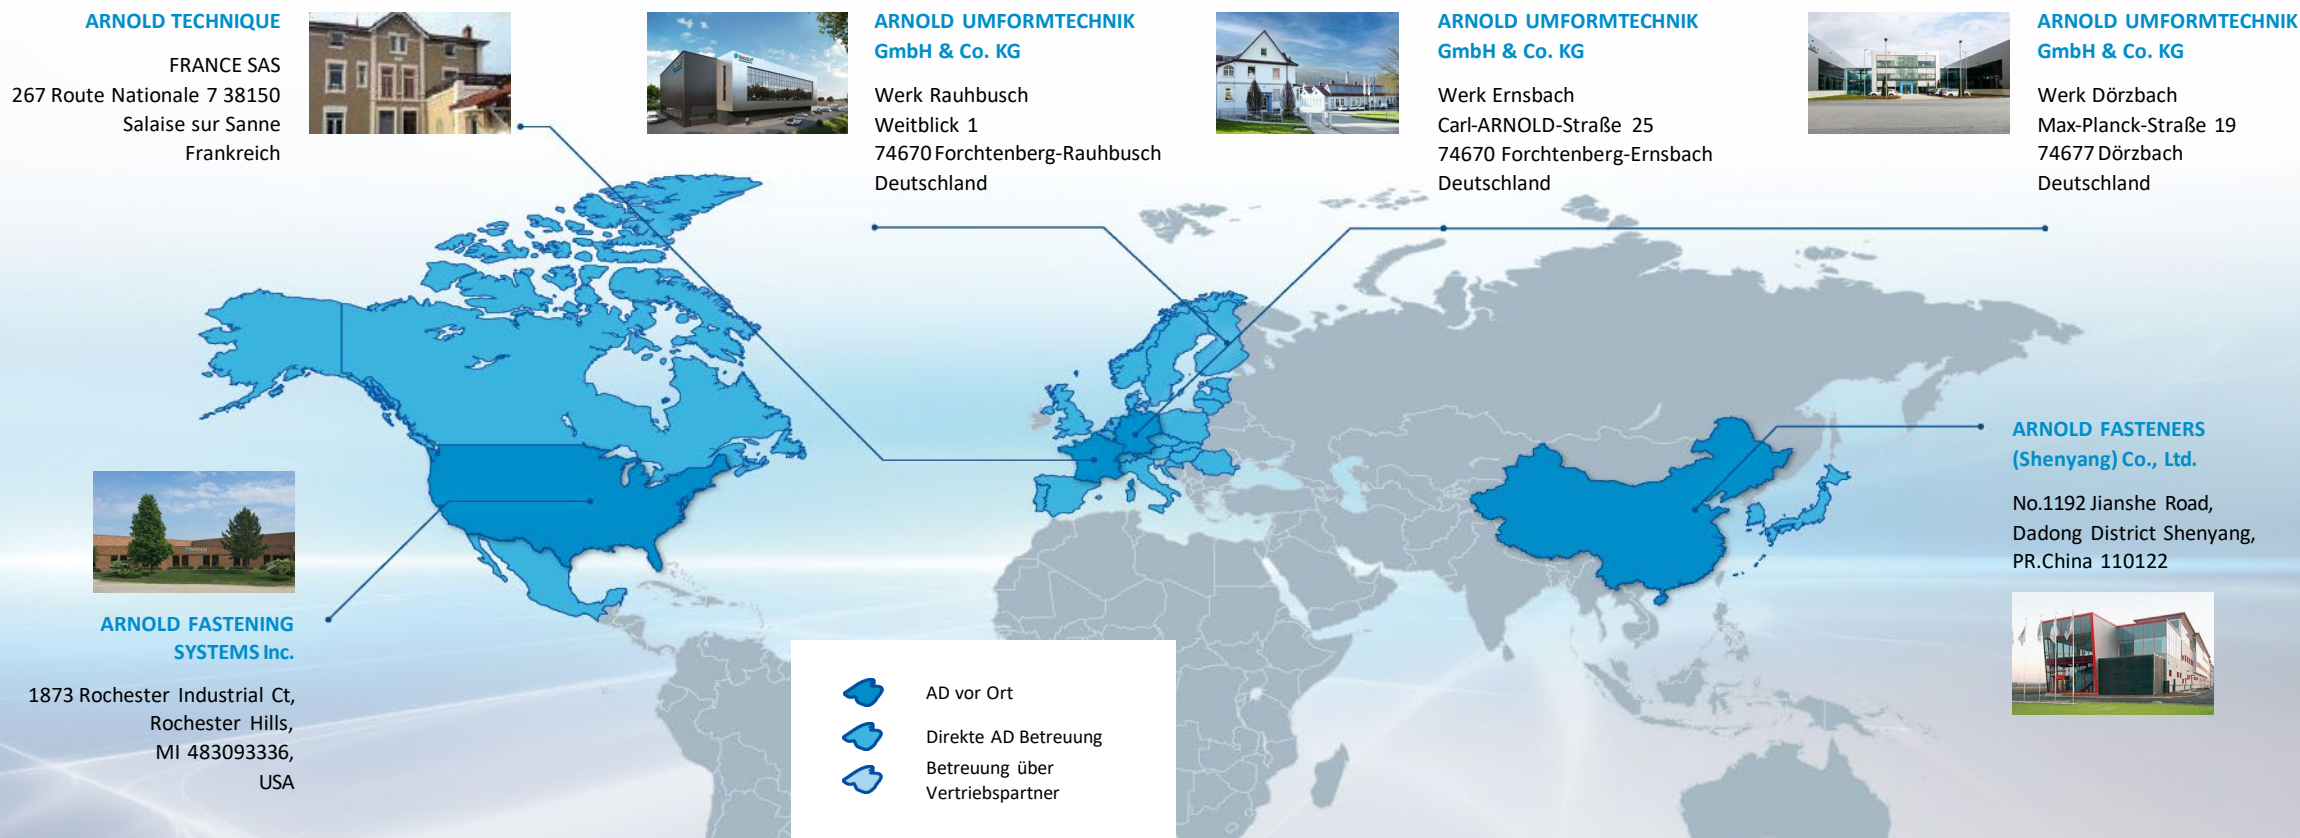 ARNOLD TECHNIQUE
FRANCE SAS
267 Route Nationale 7 38150
Salaise sur Sanne
Frankreich
ARNOLD UMFORMTECHNIK
GmbH & Co. KG
Werk Rauhbusch
Weitblick 1
74670 Forchtenberg-Rauhbusch
Deutschland
ARNOLD UMFORMTECHNIK
GmbH & Co. KG
Werk Ernsbach
Carl-ARNOLD-Straße 25
74670 Forchtenberg-Ernsbach
Deutschland
ARNOLD UMFORMTECHNIK
GmbH & Co. KG
Werk Dörzbach
Max-Planck-Straße 19
74677 Dörzbach
Deutschland
ARNOLD FASTENERS
(Shenyang) Co., Ltd.
No.1192 Jianshe Road,
Dadong District Shenyang,
PR.China 110122
ARNOLD FASTENING
SYSTEMS Inc.
1873 Rochester Industrial Ct,
Rochester Hills,
MI 483093336,
USA
AD vor Ort
Direkte AD Betreuung
Betreuung über
Vertriebspartner